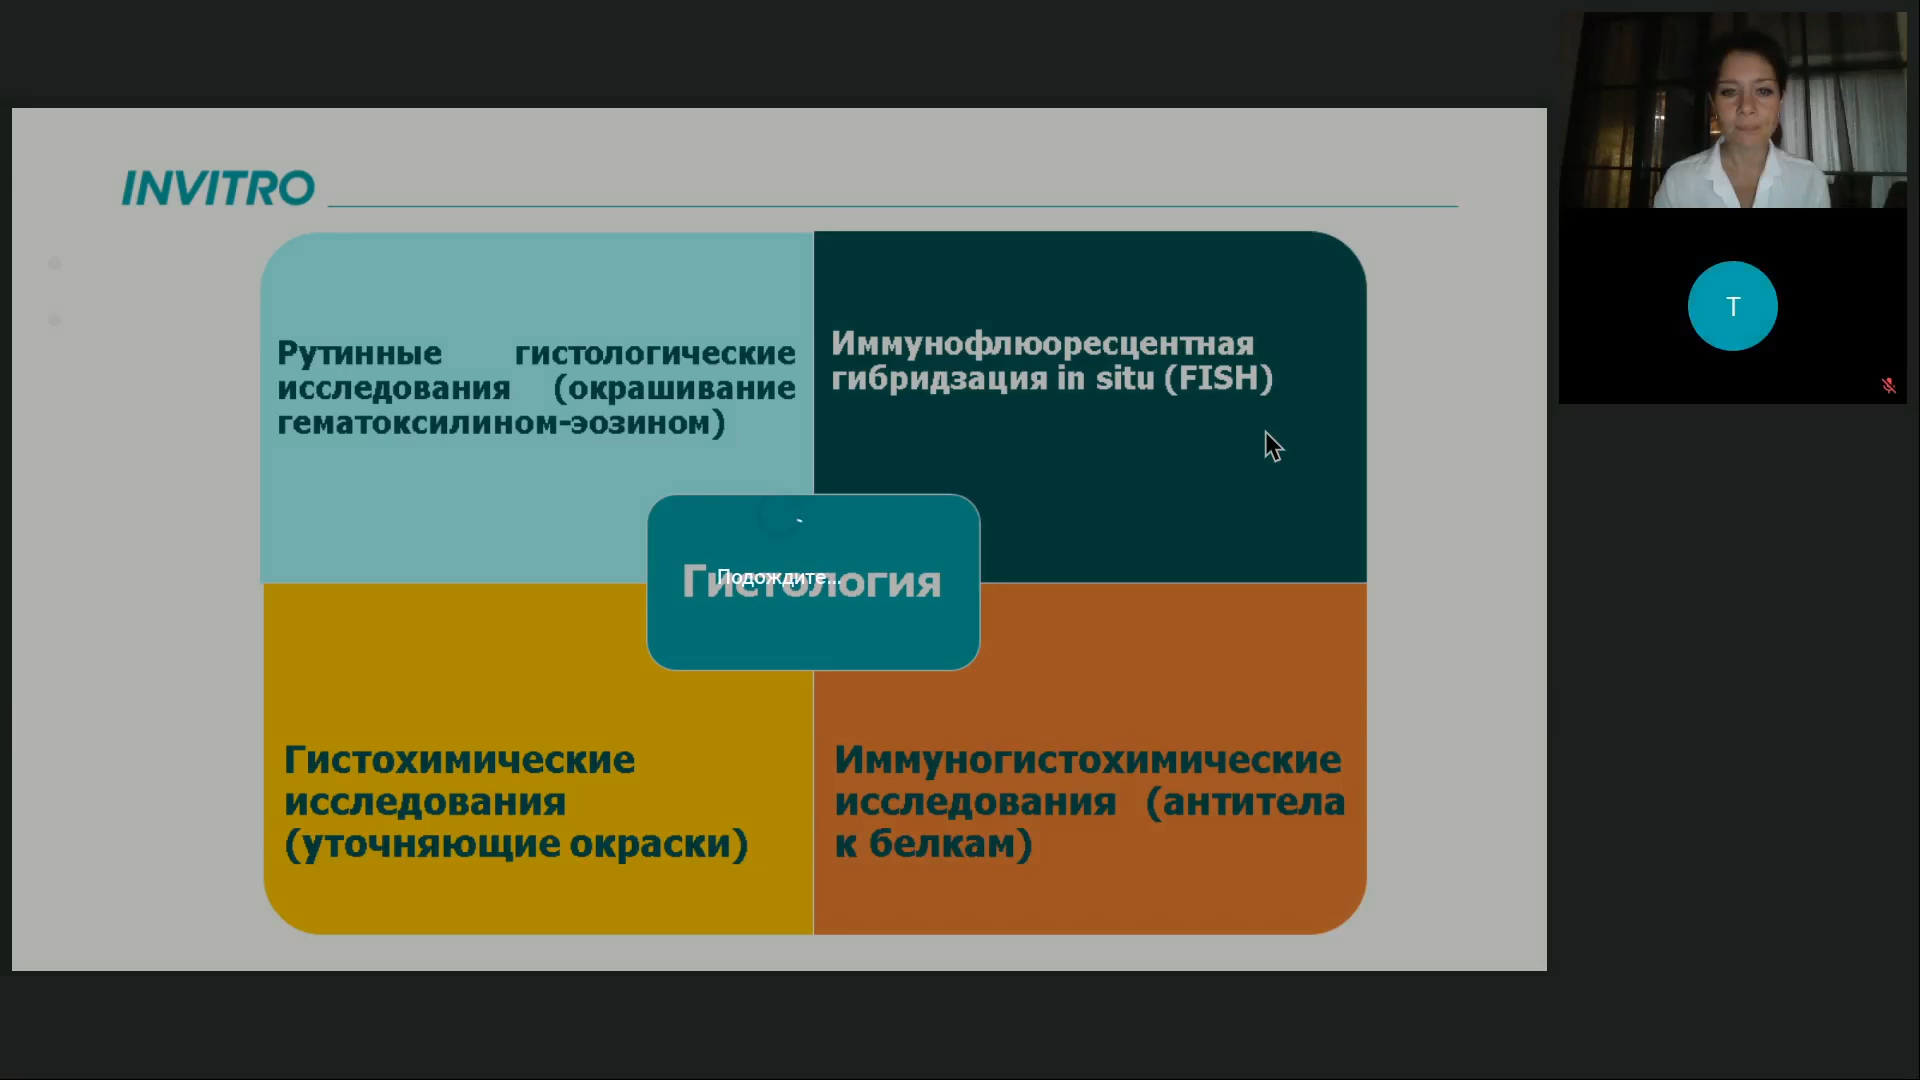 INVITRO
Рутинные гистологические
исследования (окрашивание
гематоксилином-эозином)
Иммунофлюоресцентная
гибридзация in situ (FISH)
Гистология
Подождите...
Гистохимические
исследования
(уточняющие окраски)
Иммуногистохимические
исследования (антитела
к белкам)
T